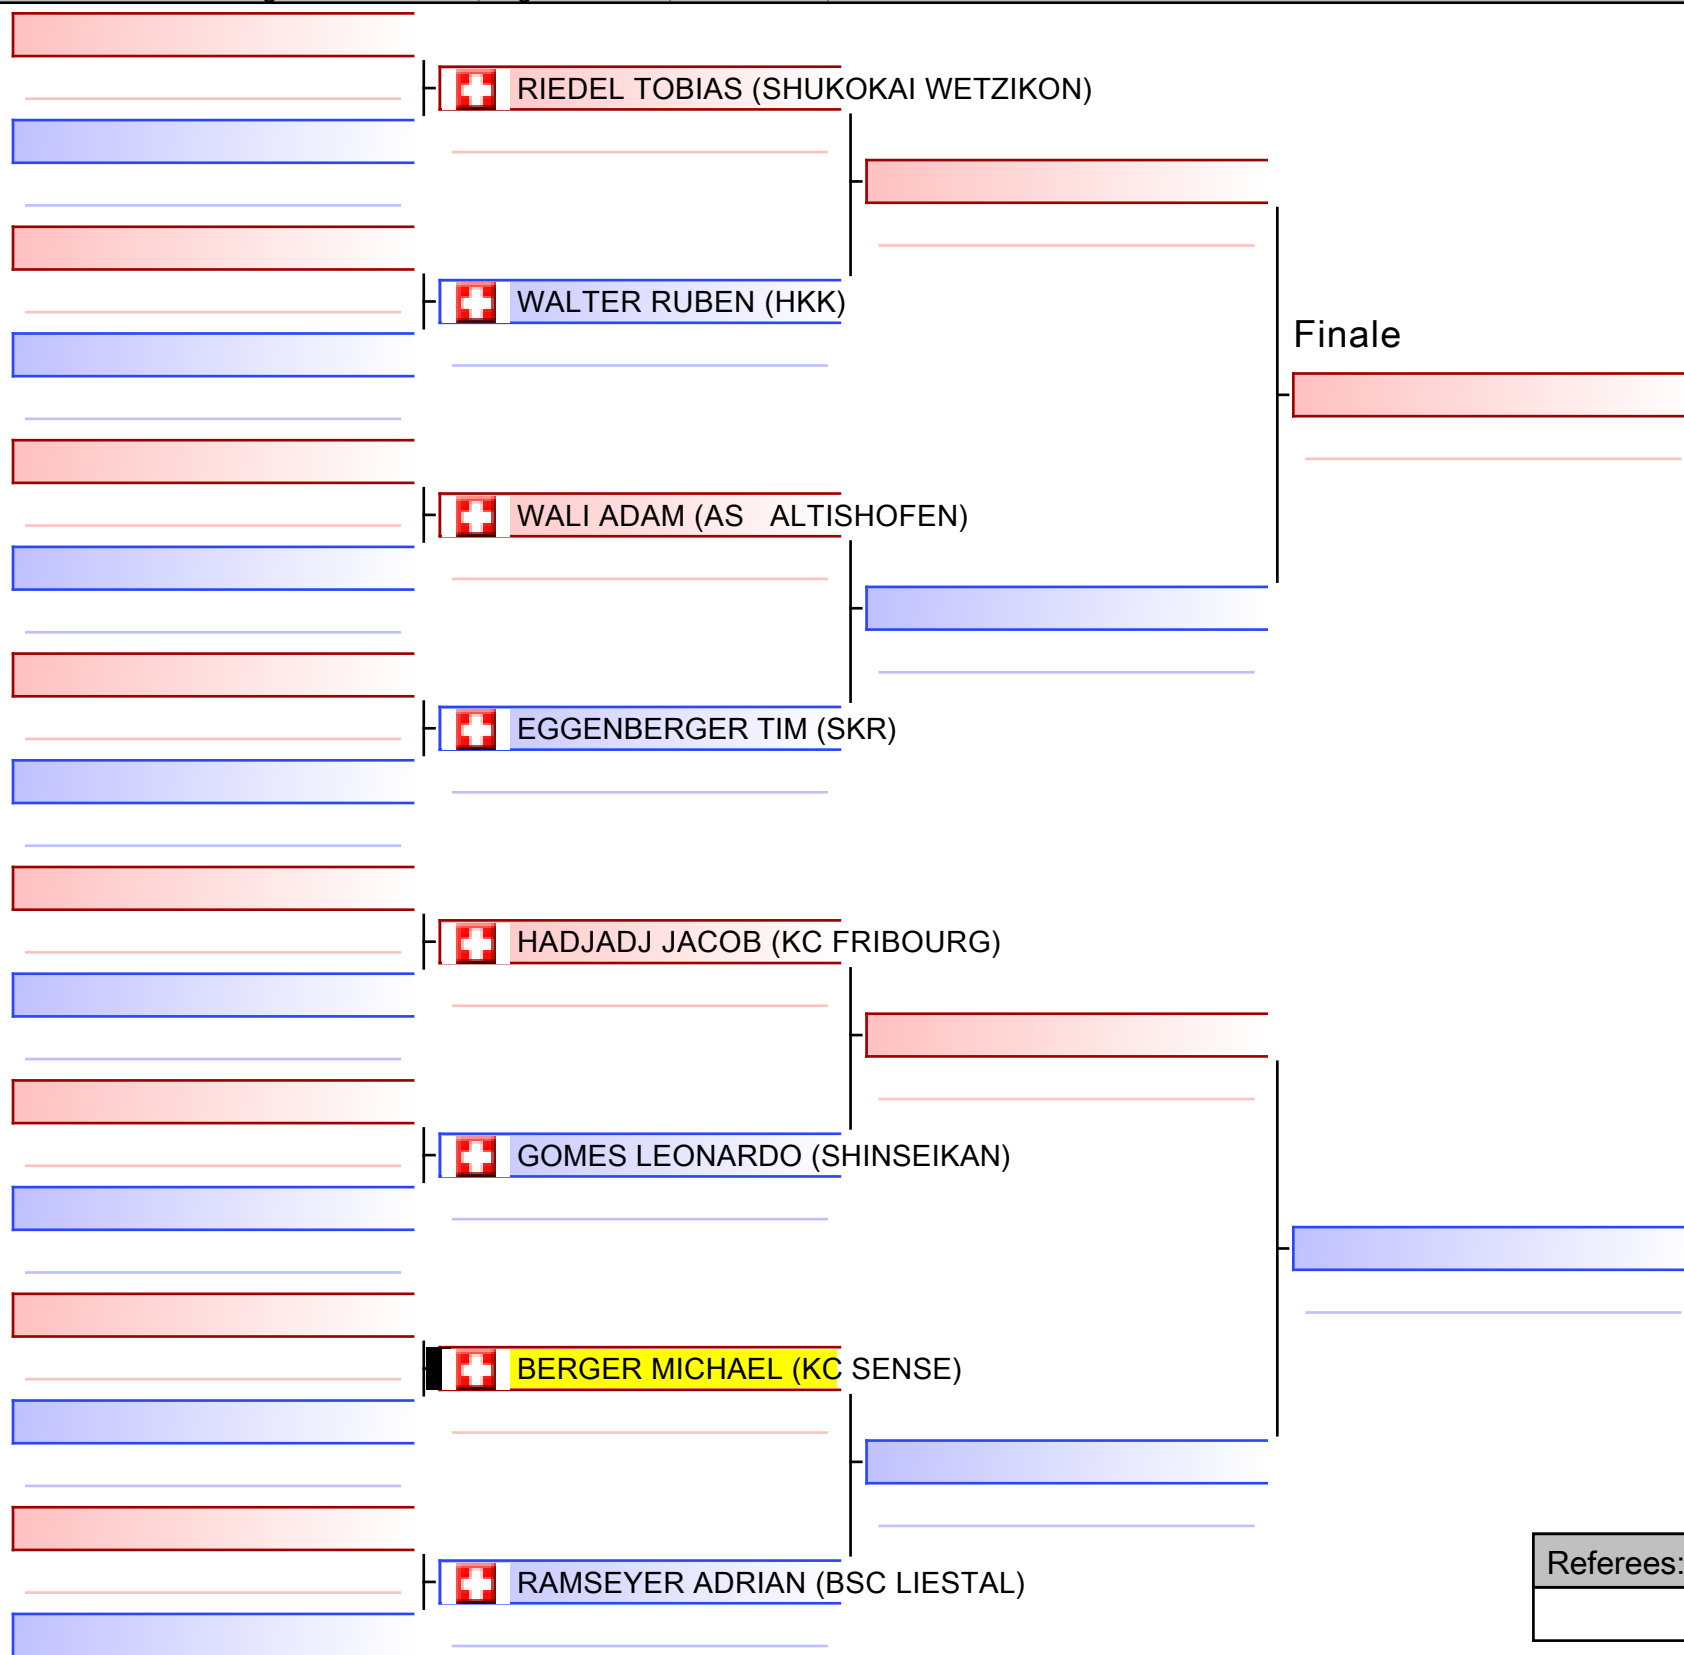 RIEDEL TOBIAS (SHUKOKAI WETZIKON)
WALTER RUBEN (HKK)
Finale
WALI ADAM (AS   ALTISHOFEN)
EGGENBERGER TIM (SKR)
HADJADJ JACOB (KC FRIBOURG)
GOMES LEONARDO (SHINSEIKAN)
BERGER MICHAEL (KC SENSE)
RAMSEYER ADRIAN (BSC LIESTAL)
Referees: